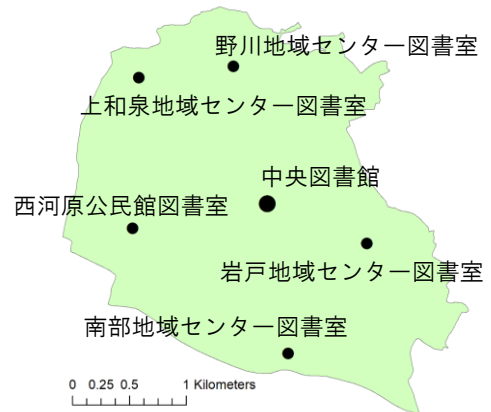 野川地域センター図書室
上和泉地域センター図書室
中央図書館
西河原公民館図書室
岩戸地域センター図書室
南部地域センター図書室
0 0.25 0.5 1 Kilometers